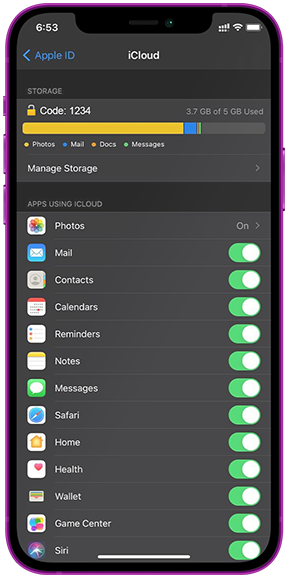 6:53
Apple ID
iCloud
STORAGE
Code: 1234
3.7 GB of 5 GB Used
Photos Mail Docs Messages
Manage Storage
APPS USING ICLOUD
Photos On
Mail
Contacts
Calendars
Reminders
Notes
Messages
Safari
Home
Health
Wallet
Game Center
Siri